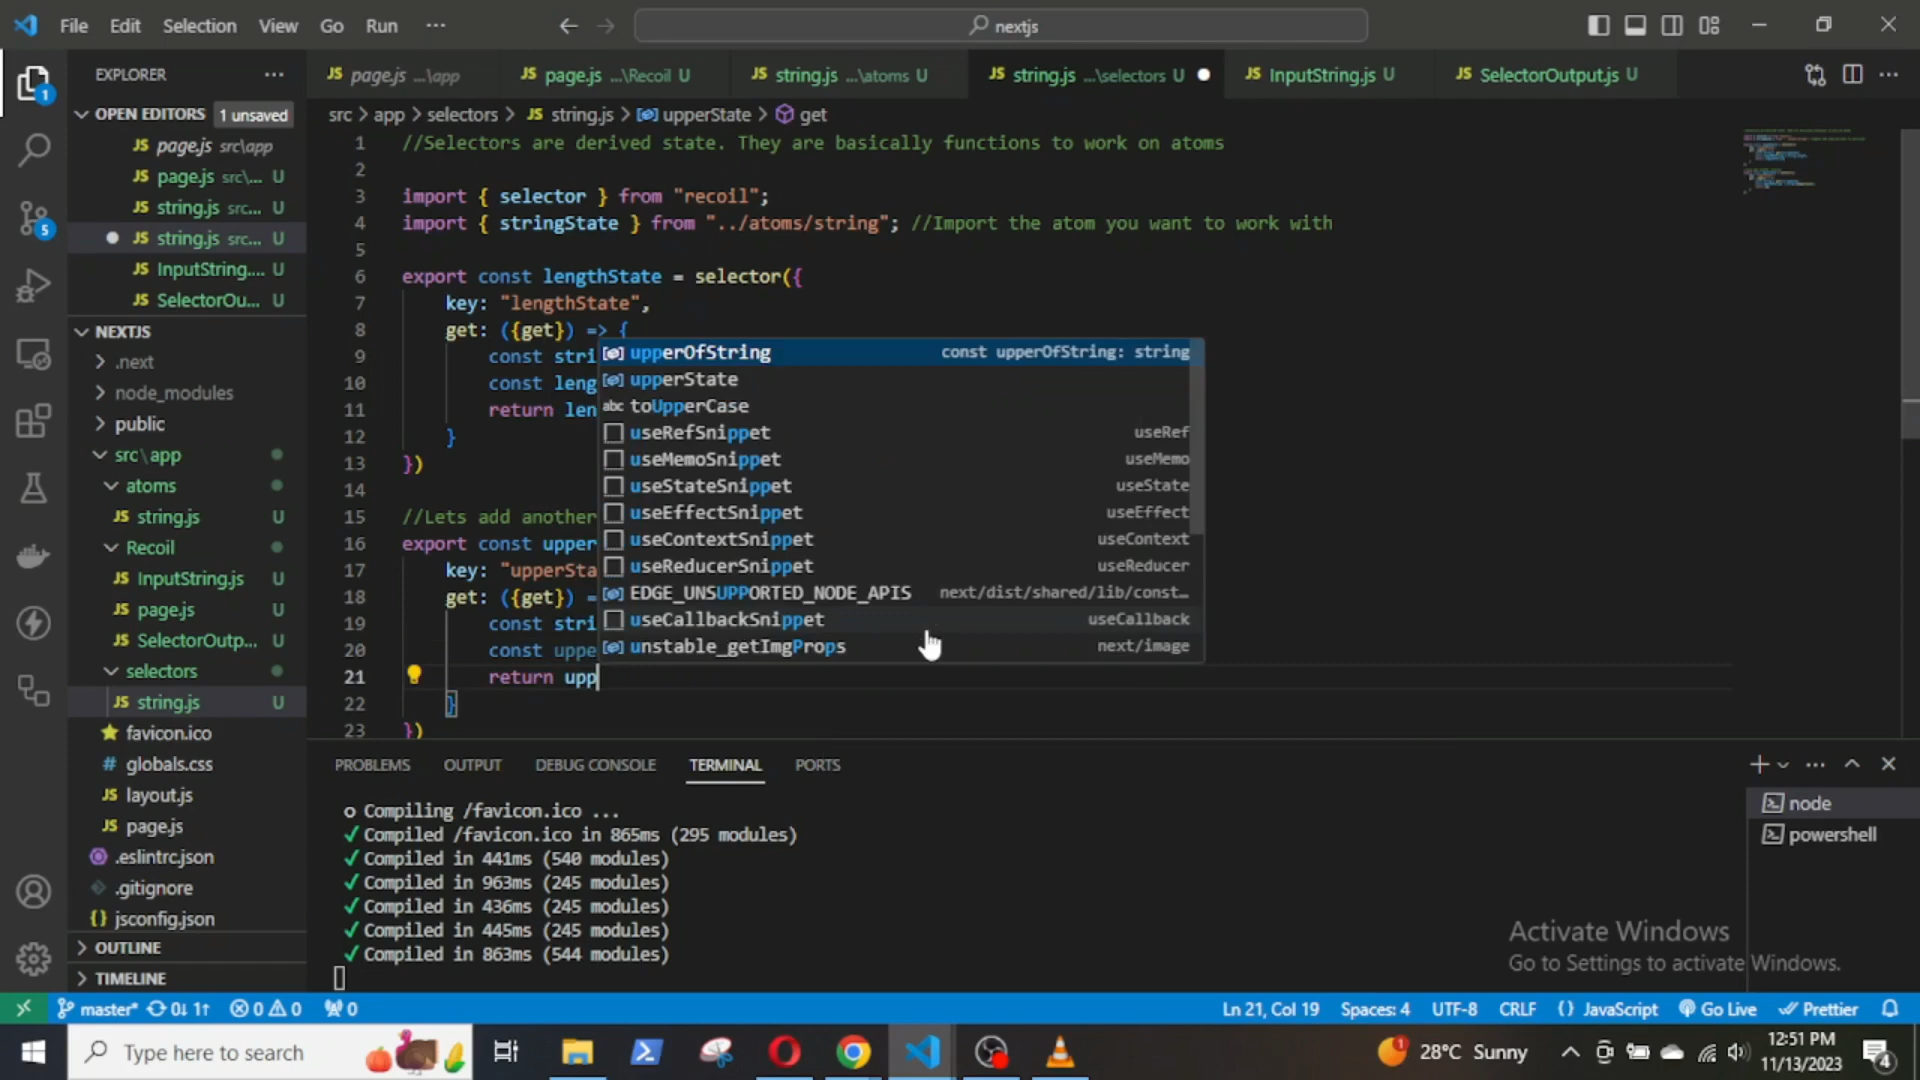 File Edit Selection View Go Run ··· nextjs
EXPLORER ···
page.js ...\app page.js ...\Recoil U string.js ...\atoms U string.js ...\selectors U InputString.js U SelectorOutput.js U
OPEN EDITORS 1 unsaved
page.js src\app
page.js src\... U
string.js src... U
string.js src... U
InputString.... U
SelectorOu... U
NEXTJS
.next
node_modules
public
src\app
atoms
string.js U
Recoil
InputString.js U
page.js U
SelectorOutp... U
selectors
string.js U
favicon.ico
globals.css
layout.js
page.js
.eslintrc.json
.gitignore
jsconfig.json
OUTLINE
TIMELINE
1
5
src > app > selectors > JS string.js > upperState > get
1 //Selectors are derived state. They are basically functions to work on atoms
2
3 import { selector } from "recoil";
4 import { stringState } from "../atoms/string"; //Import the atom you want to work with
5
6 export const lengthState = selector({
7 key: "lengthState",
8 get: ({get}) => {
9 const stri
10 const leng
11 return len
12 }
13 })
14
15 //Lets add another
16 export const upper
17 key: "upperSta
18 get: ({get}) =
19 const stri
20 const uppe
21 return upp
22 }
23 })
upperOfString const upperOfString: string
upperState
abc toUpperCase
useRefSnippet useRef
useMemoSnippet useMemo
useStateSnippet useState
useEffectSnippet useEffect
useContextSnippet useContext
useReducerSnippet useReducer
EDGE_UNSUPPORTED_NODE_APIS next/dist/shared/lib/const…
useCallbackSnippet useCallback
unstable_getImgProps next/image
PROBLEMS OUTPUT DEBUG CONSOLE TERMINAL PORTS
○ Compiling /favicon.ico ...
✓ Compiled /favicon.ico in 865ms (295 modules)
✓ Compiled in 441ms (540 modules)
✓ Compiled in 963ms (245 modules)
✓ Compiled in 436ms (245 modules)
✓ Compiled in 445ms (245 modules)
✓ Compiled in 863ms (544 modules)
node
powershell
Activate Windows
Go to Settings to activate Windows.
master* 0↓ 1↑ 0 0 0 Ln 21, Col 19 Spaces: 4 UTF-8 CRLF {} JavaScript Go Live Prettier
Type here to search 1 28°C Sunny 12:51 PM
11/13/2023 4